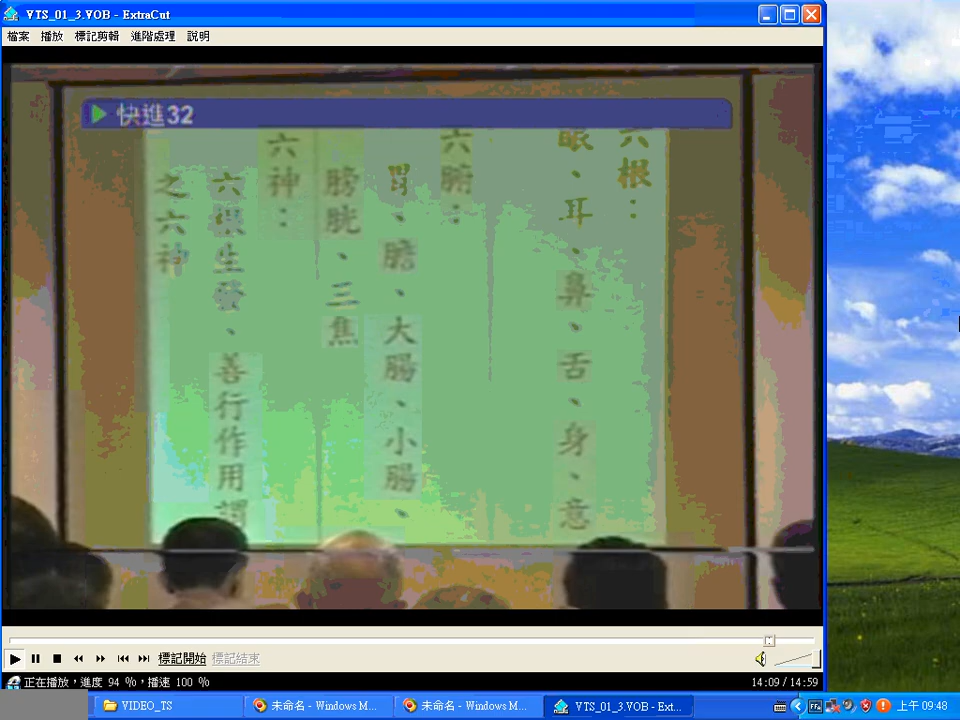 VTS_01_3.VOB - ExtraCut
檔案 播放 標記剪輯 進階處理 說明
快進32
六根：
眼、耳、鼻、舌、身、意
六腑：
胃、膽、大腸、小腸、
膀胱、三焦
六神：
六根生發、善行作用謂
之六神
標記開始 標記結束
正在播放，進度 94 %，播速 100 %
14:09 / 14:59
VIDEO_TS
未命名 - Windows M...
未命名 - Windows M...
VTS_01_3.VOB - Ext...
上午 09:48